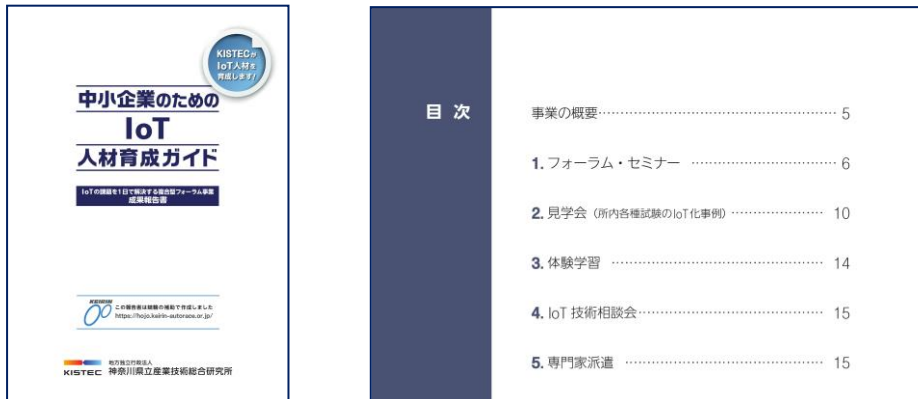 KISTECが
IoT人材を
育成します!
中小企業のための
IoT
人材育成ガイド
IoTの課題を1日で解決する複合型フォーラム事業
成果報告書
KEIRIN
この報告書は競輪の補助で作成しました
https://hojo.keirin-autorace.or.jp/
KISTEC
地方独立行政法人
神奈川県立産業技術総合研究所
目 次
事業の概要 5
1. フォーラム・セミナー 6
2. 見学会(所内各種試験のIoT化事例) 10
3. 体験学習 14
4. IoT 技術相談会 15
5. 専門家派遣 15